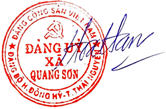 ĐẢNG CỘNG SẢN VIỆT NAM
ĐẢNG ỦY
XÃ
QUANG SƠN
ĐẢNG BỘ H. ĐỒNG HỶ - T. THÁI NGUYÊN